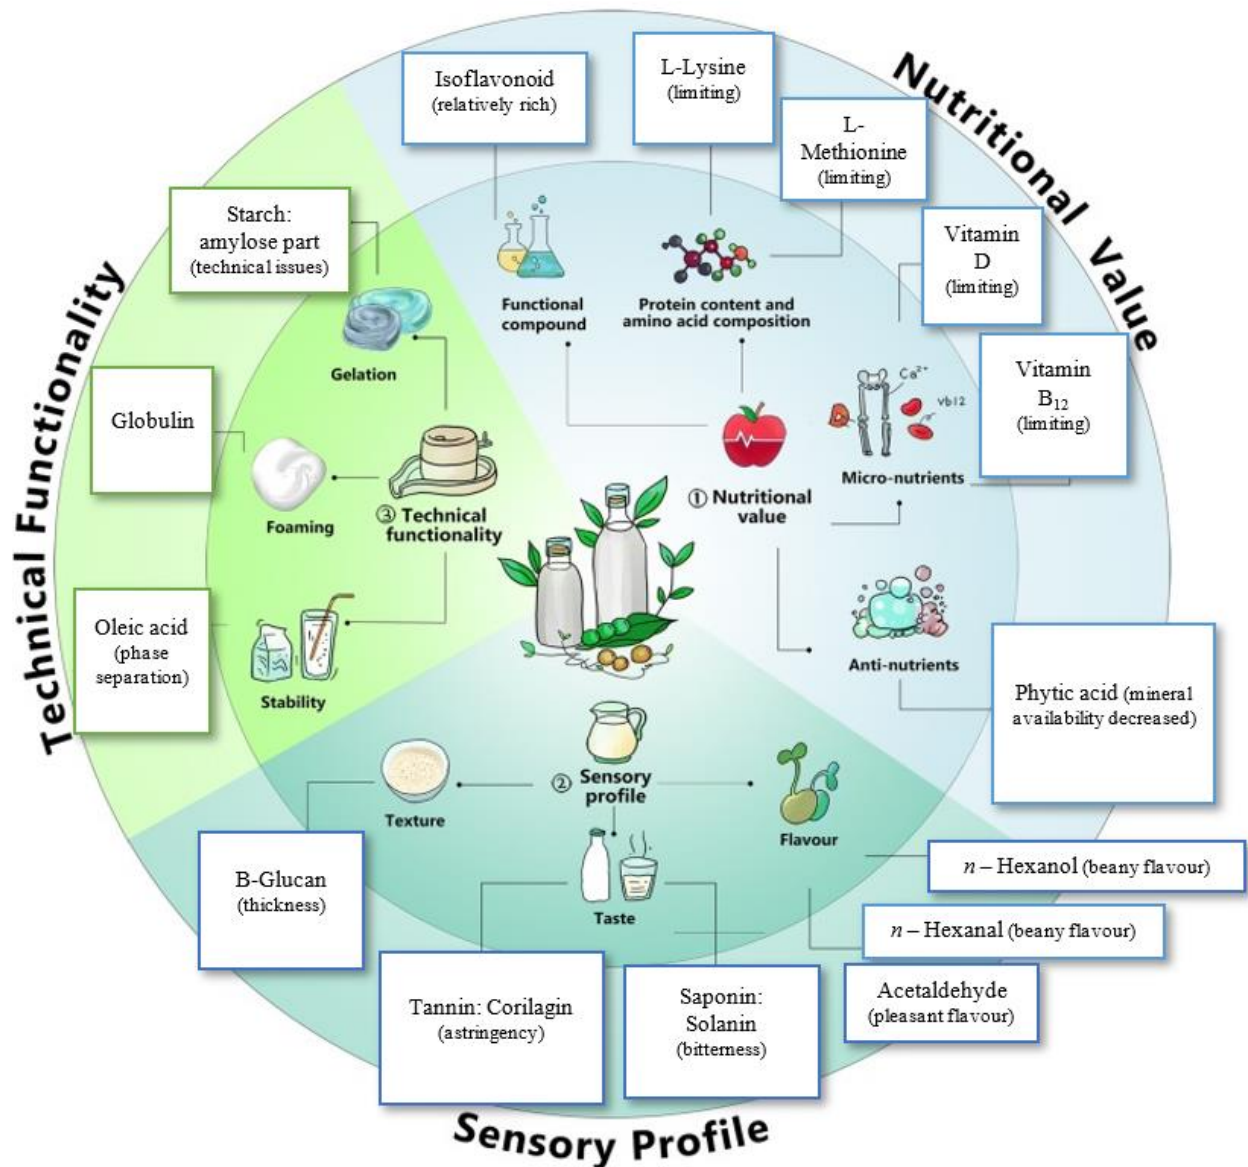 Nutritional Value
Technical Functionality
Sensory Profile
Isoflavonoid
(relatively rich)
L-Lysine
(limiting)
L-
Methionine
(limiting)
Vitamin
D
(limiting)
Vitamin
B₁₂
(limiting)
Starch:
amylose part
(technical issues)
Globulin
Oleic acid
(phase
separation)
Functional
compound
Protein content and
amino acid composition
Ca²⁺
Vb12
Micro-nutrients
Gelation
Foaming
③ Technical
functionality
① Nutritional
value
Stability
Anti-nutrients
Phytic acid (mineral
availability decreased)
② Sensory
profile
Texture
Taste
Flavour
Β-Glucan
(thickness)
Tannin: Corilagin
(astringency)
Saponin:
Solanin
(bitterness)
n – Hexanol (beany flavour)
n – Hexanal (beany flavour)
Acetaldehyde
(pleasant flavour)